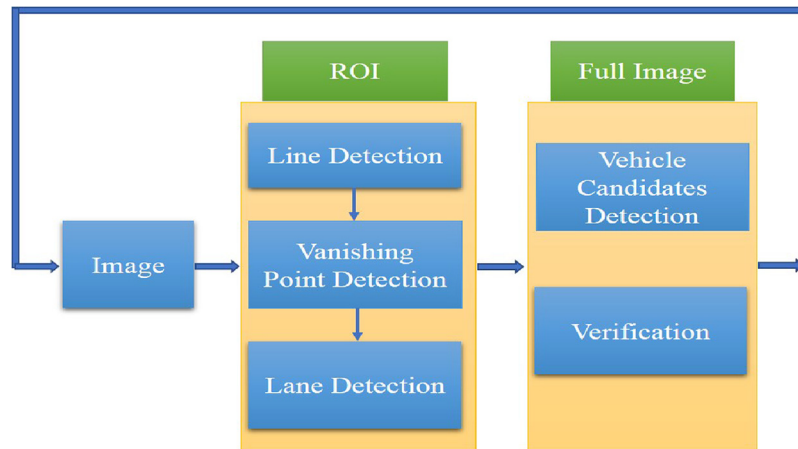 ROI
Full Image
Line Detection
Vehicle
Candidates
Detection
Image
Vanishing
Point Detection
Verification
Lane Detection